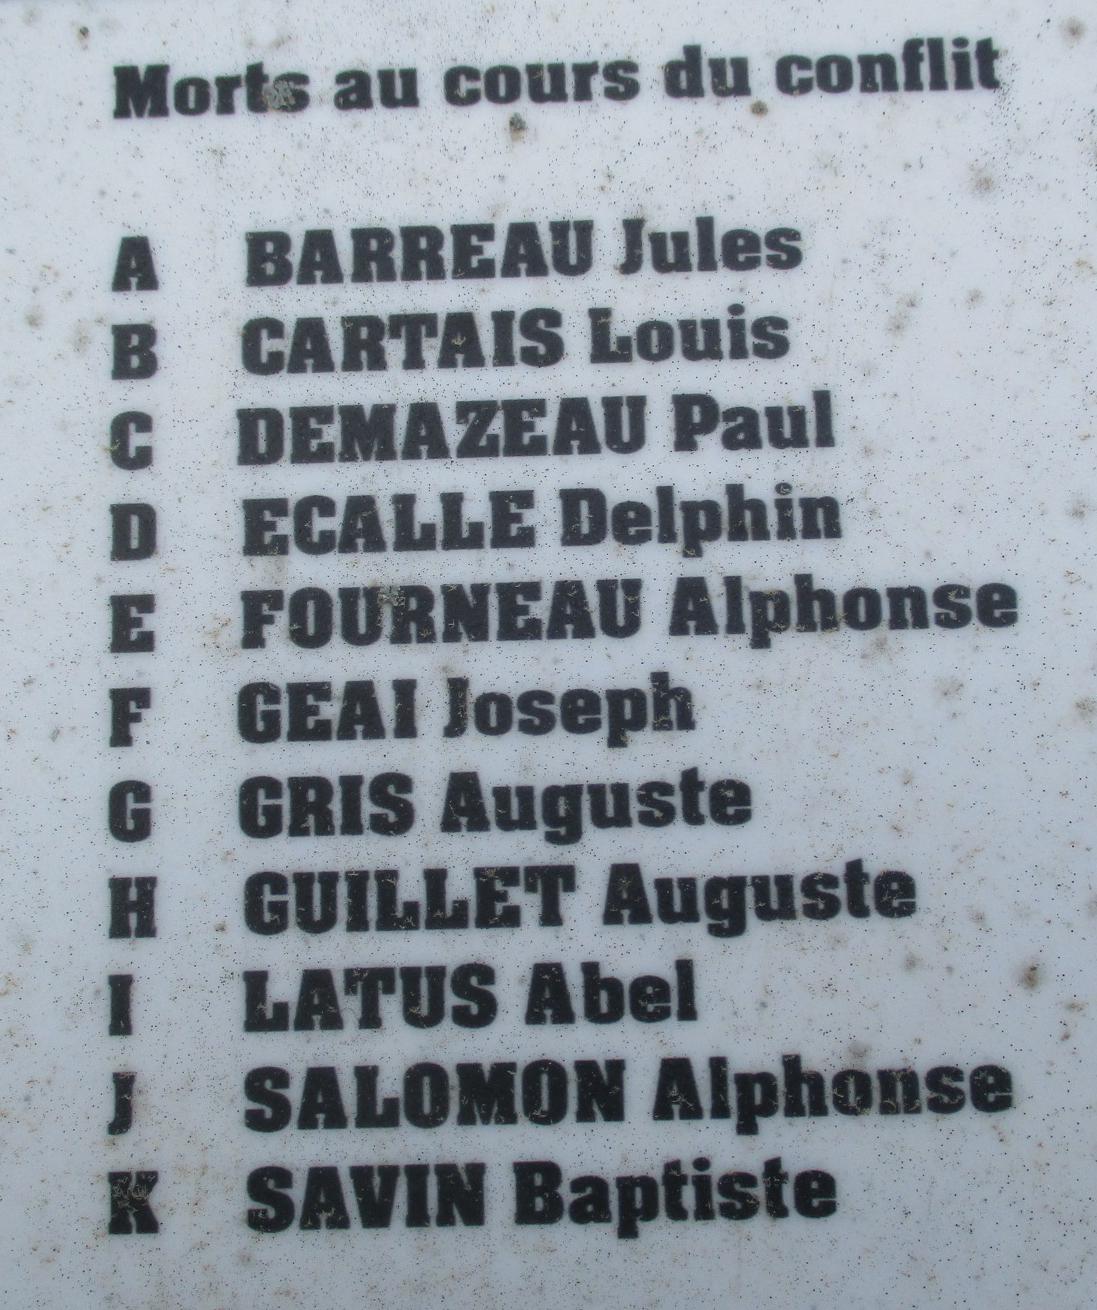 Morts au cours du conflit
A BARREAU Jules
B CARTAIS Louis
C DEMAZEAU Paul
D ECALLE Delphin
E FOURNEAU Alphonse
F GEAI Joseph
G GRIS Auguste
H GUILLET Auguste
I LATUS Abel
J SALOMON Alphonse
K SAVIN Baptiste